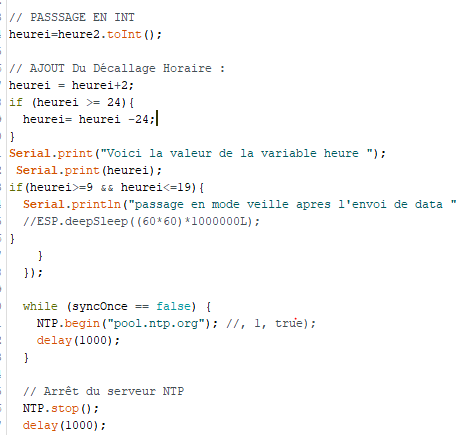 // PASSSAGE EN INT
heurei=heure2.toInt();
// AJOUT Du Décallage Horaire :
heurei = heurei+2;
if (heurei >= 24){
heurei= heurei -24;
}
Serial.print("Voici la valeur de la variable heure ");
Serial.print(heurei);
if(heurei>=9 && heurei<=19){
Serial.println("passage en mode veille apres l'envoi de data "
//ESP.deepSleep((60*60)*1000000L);
}
}
});
while (syncOnce == false) {
NTP.begin("pool.ntp.org"); //, 1, true);
delay(1000);
}
// Arrêt du serveur NTP
NTP.stop();
delay(1000);